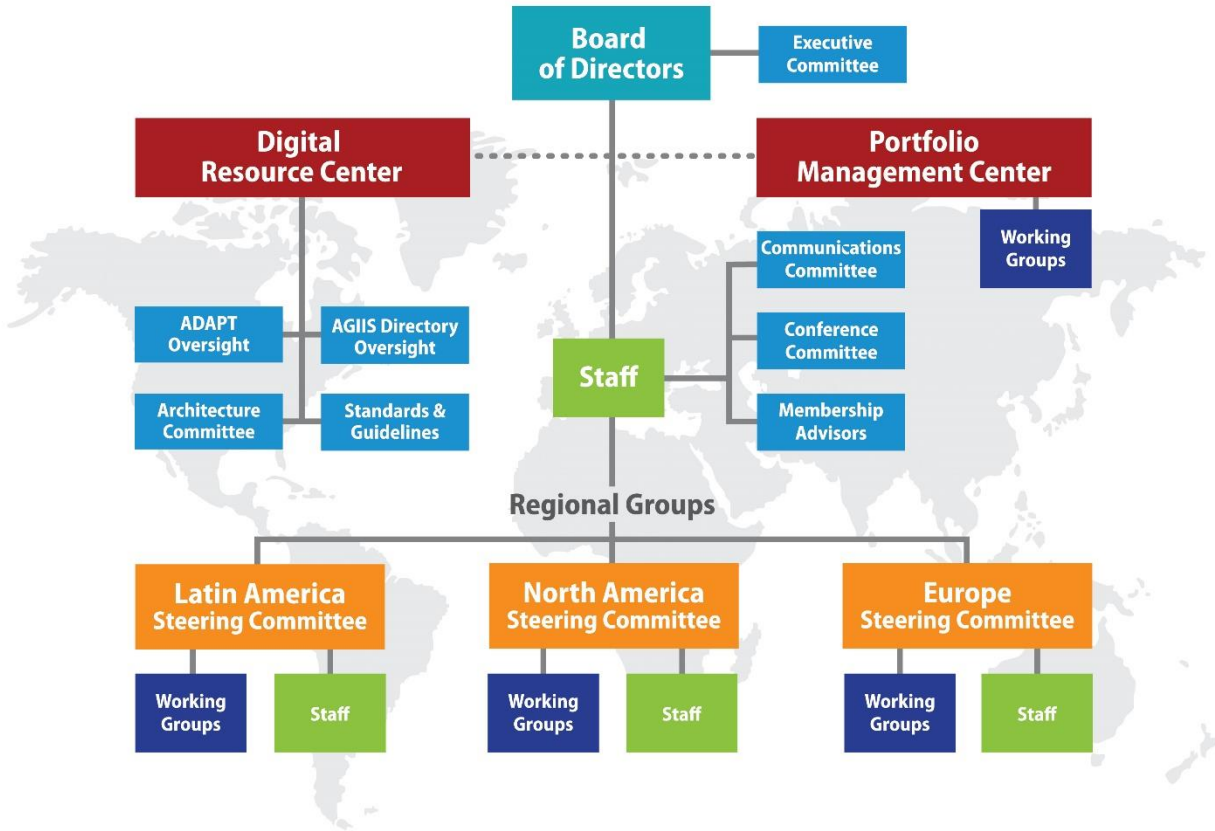 Board
of Directors
Executive
Committee
Digital
Resource Center
Portfolio
Management Center
Working
Groups
Communications
Committee
ADAPT
Oversight
AGIIS Directory
Oversight
Conference
Committee
Staff
Architecture
Committee
Standards &
Guidelines
Membership
Advisors
Regional Groups
Latin America
Steering Committee
North America
Steering Committee
Europe
Steering Committee
Working
Groups
Staff
Working
Groups
Staff
Working
Groups
Staff